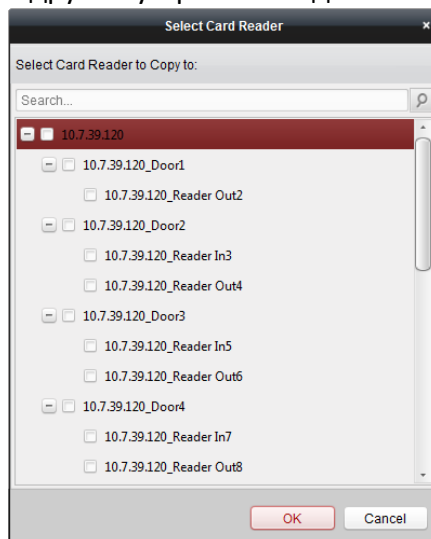 Select Card Reader ×
Select Card Reader to Copy to:
Search...
10.7.39.120
10.7.39.120_Door1
10.7.39.120_Reader Out2
10.7.39.120_Door2
10.7.39.120_Reader In3
10.7.39.120_Reader Out4
10.7.39.120_Door3
10.7.39.120_Reader In5
10.7.39.120_Reader Out6
10.7.39.120_Door4
10.7.39.120_Reader In7
10.7.39.120_Reader Out8
OK Cancel